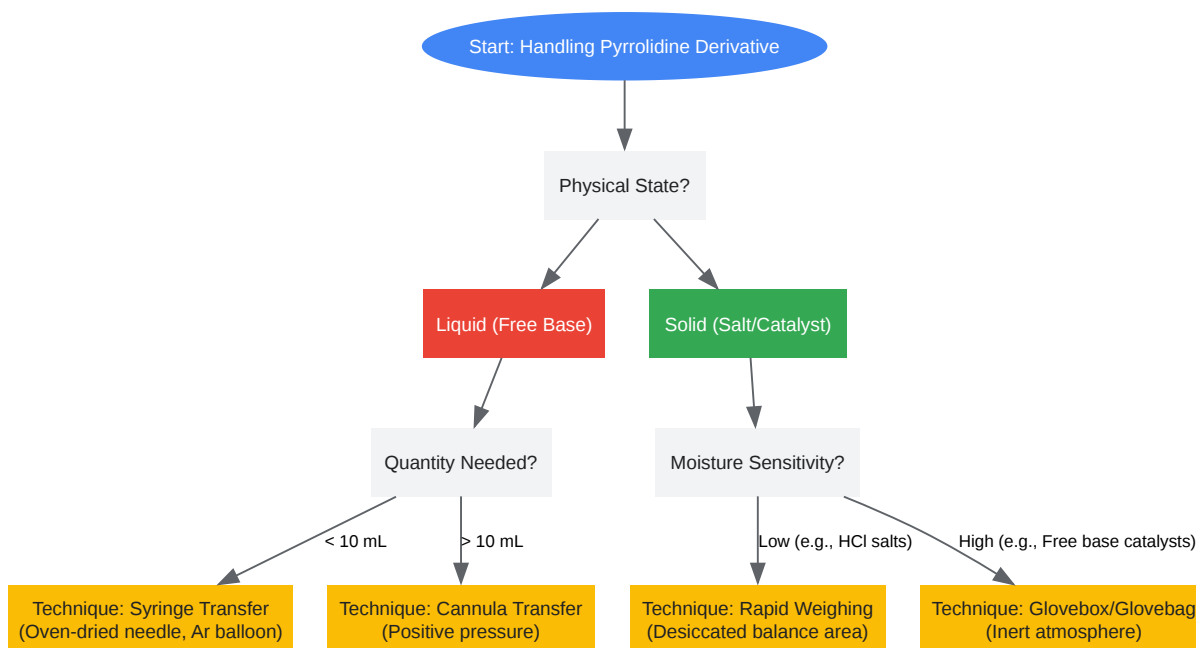 Start: Handling Pyrrolidine Derivative
Physical State?
Liquid (Free Base)
Solid (Salt/Catalyst)
Quantity Needed?
Moisture Sensitivity?
< 10 mL
> 10 mL
Low (e.g., HCl salts)
High (e.g., Free base catalysts)
Technique: Syringe Transfer
(Oven-dried needle, Ar balloon)
Technique: Cannula Transfer
(Positive pressure)
Technique: Rapid Weighing
(Desiccated balance area)
Technique: Glovebox/Glovebag
(Inert atmosphere)